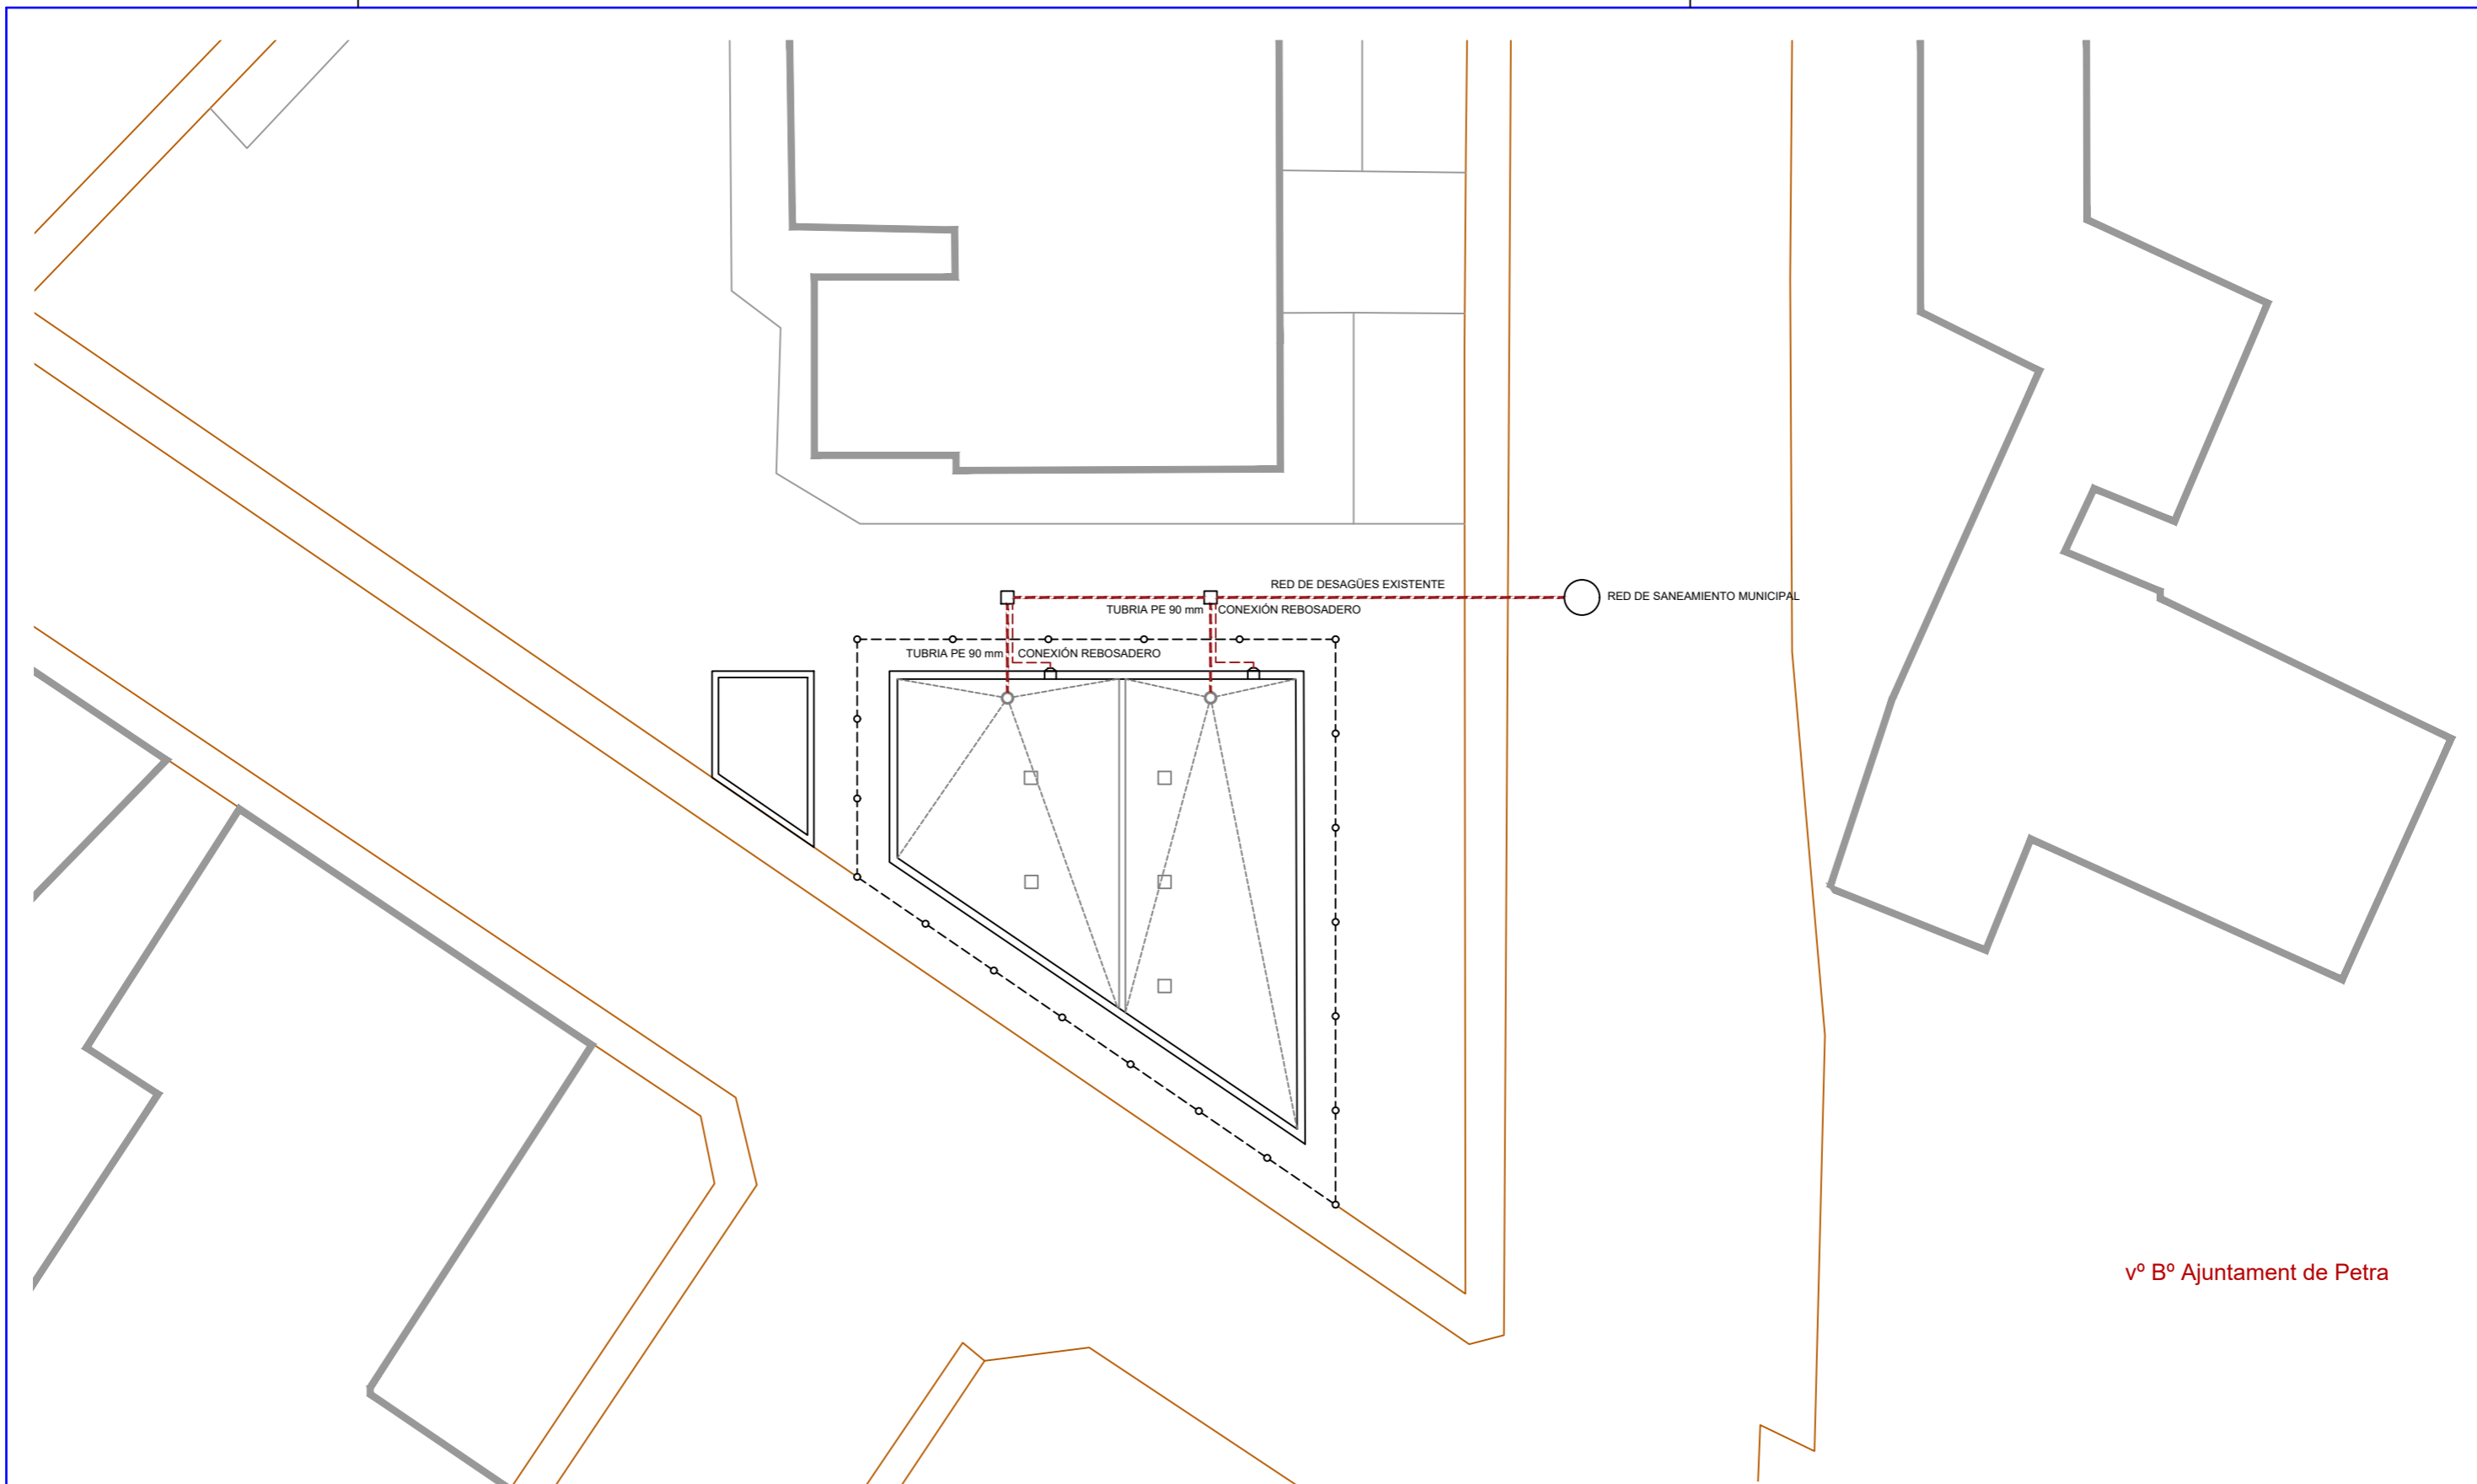 RED DE DESAGÜES EXISTENTE
RED DE SANEAMIENTO MUNICIPAL
TUBRIA PE 90 mm CONEXIÓN REBOSADERO
TUBRIA PE 90 mm CONEXIÓN REBOSADERO
vº Bº Ajuntament de Petra